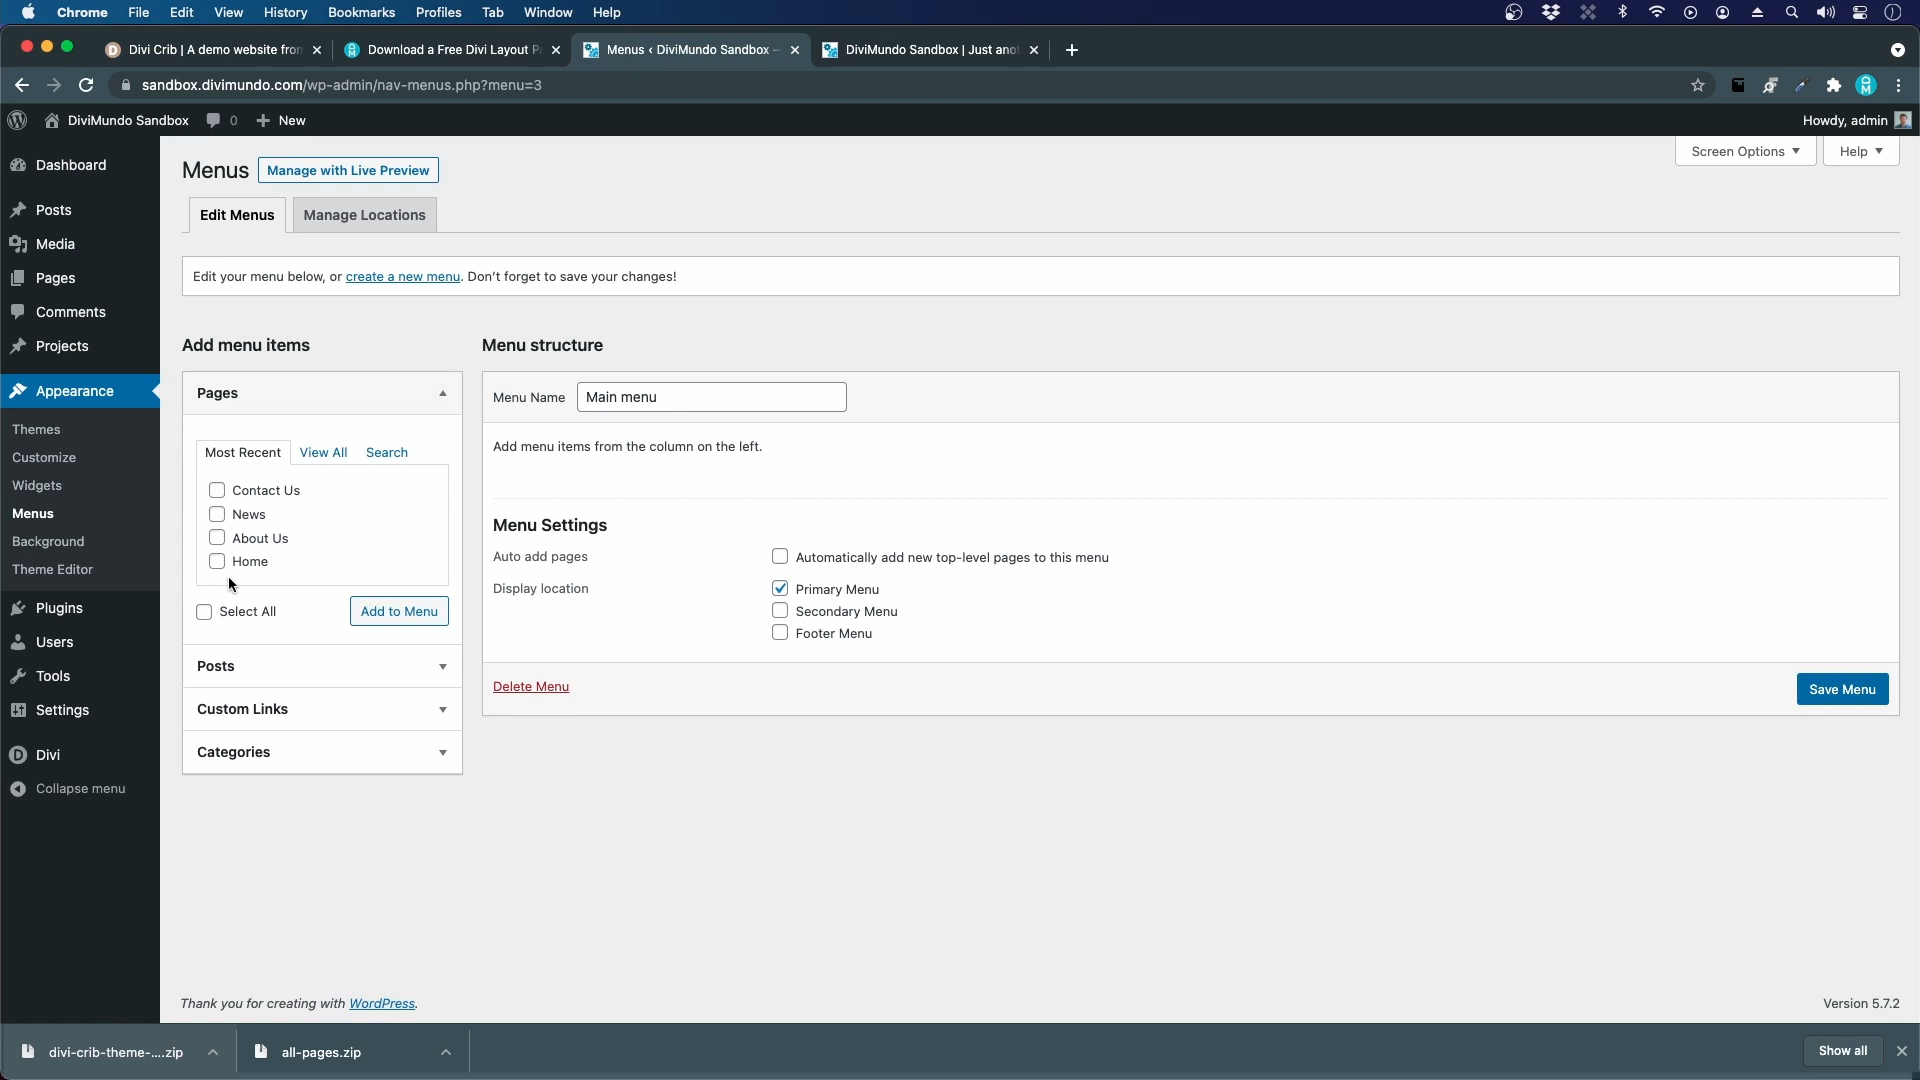 Chrome File Edit View History Bookmarks Profiles Tab Window Help
Divi Crib | A demo website from
Download a Free Divi Layout P
Menus ‹ DiviMundo Sandbox —
DiviMundo Sandbox | Just anot
sandbox.divimundo.com/wp-admin/nav-menus.php?menu=3
DiviMundo Sandbox 0 New
Howdy, admin
Dashboard
Posts
Media
Pages
Comments
Projects
Appearance
Themes
Customize
Widgets
Menus
Background
Theme Editor
Plugins
Users
Tools
Settings
Divi
Collapse menu
Screen Options
Help
Menus
Manage with Live Preview
Edit Menus
Manage Locations
Edit your menu below, or create a new menu. Don't forget to save your changes!
Add menu items
Pages
Most Recent View All Search
Contact Us
News
About Us
Home
Select All
Add to Menu
Posts
Custom Links
Categories
Menu structure
Menu Name Main menu
Add menu items from the column on the left.
Menu Settings
Auto add pages
Automatically add new top-level pages to this menu
Display location
Primary Menu
Secondary Menu
Footer Menu
Delete Menu
Save Menu
Thank you for creating with WordPress.
Version 5.7.2
divi-crib-theme-....zip
all-pages.zip
Show all